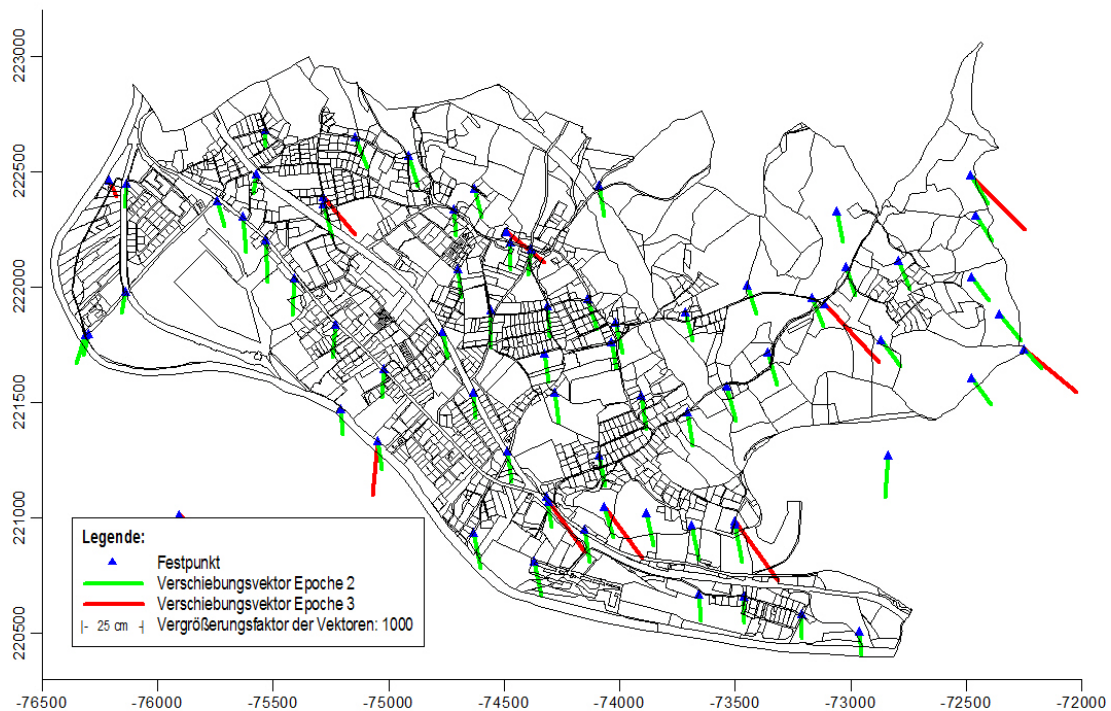 223000
222500
222000
221500
221000
220500
Legende:
Festpunkt
Verschiebungsvektor Epoche 2
Verschiebungsvektor Epoche 3
|- 25 cm -| Vergrößerungsfaktor der Vektoren: 1000
-76500 -76000 -75500 -75000 -74500 -74000 -73500 -73000 -72500 -72000